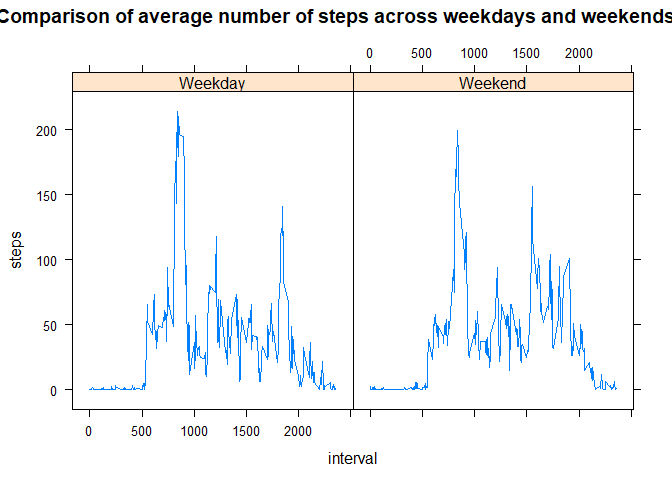 Comparison of average number of steps across weekdays and weekends
0 500 1000 1500 2000
Weekday Weekend
200
150
100
50
0
steps
0 500 1000 1500 2000
interval